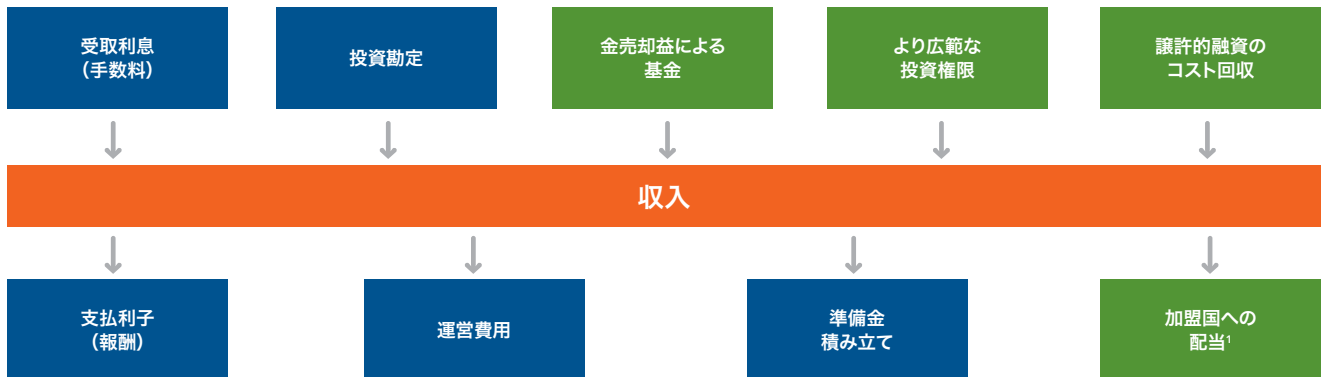 受取利息
（手数料）
投資勘定
金売却益による
基金
より広範な
投資権限
譲許的融資の
コスト回収
収入
支払利子
（報酬）
運営費用
準備金
積み立て
加盟国への
配当¹